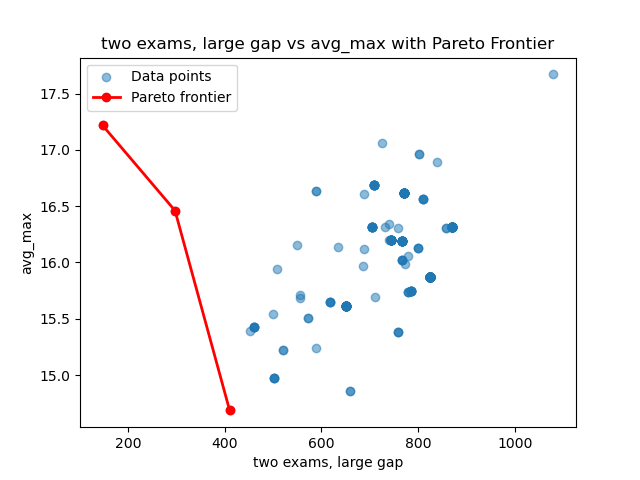 two exams, large gap vs avg_max with Pareto Frontier
Data points
Pareto frontier
17.5
17.0
16.5
16.0
15.5
15.0
avg_max
200
400
600
800
1000
two exams, large gap